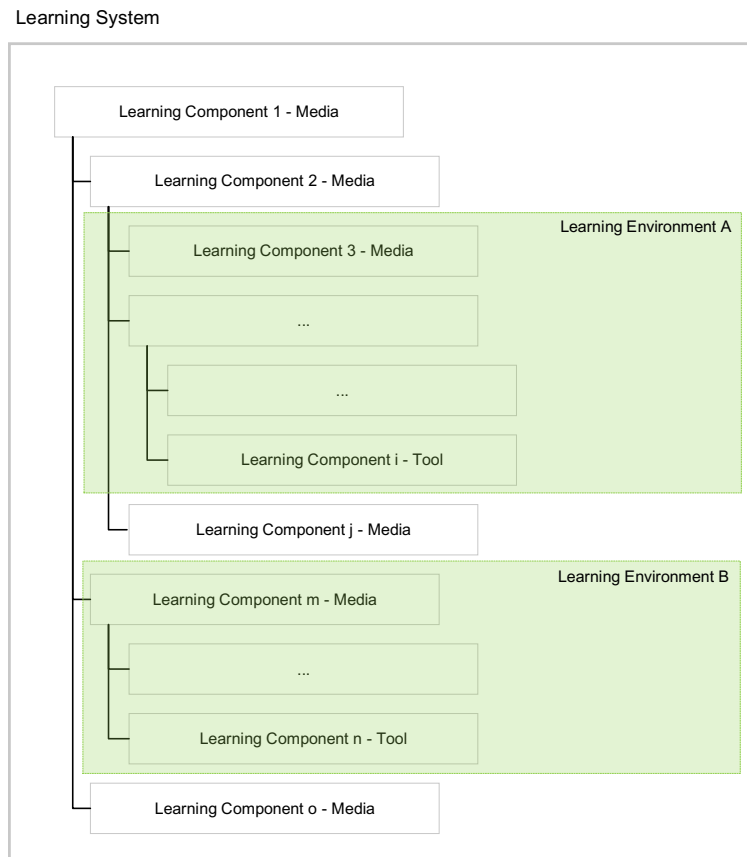 Learning System
Learning Component 1 - Media
Learning Component 2 - Media
Learning Environment A
Learning Component 3 - Media
...
...
Learning Component i - Tool
Learning Component j - Media
Learning Environment B
Learning Component m - Media
...
Learning Component n - Tool
Learning Component o - Media